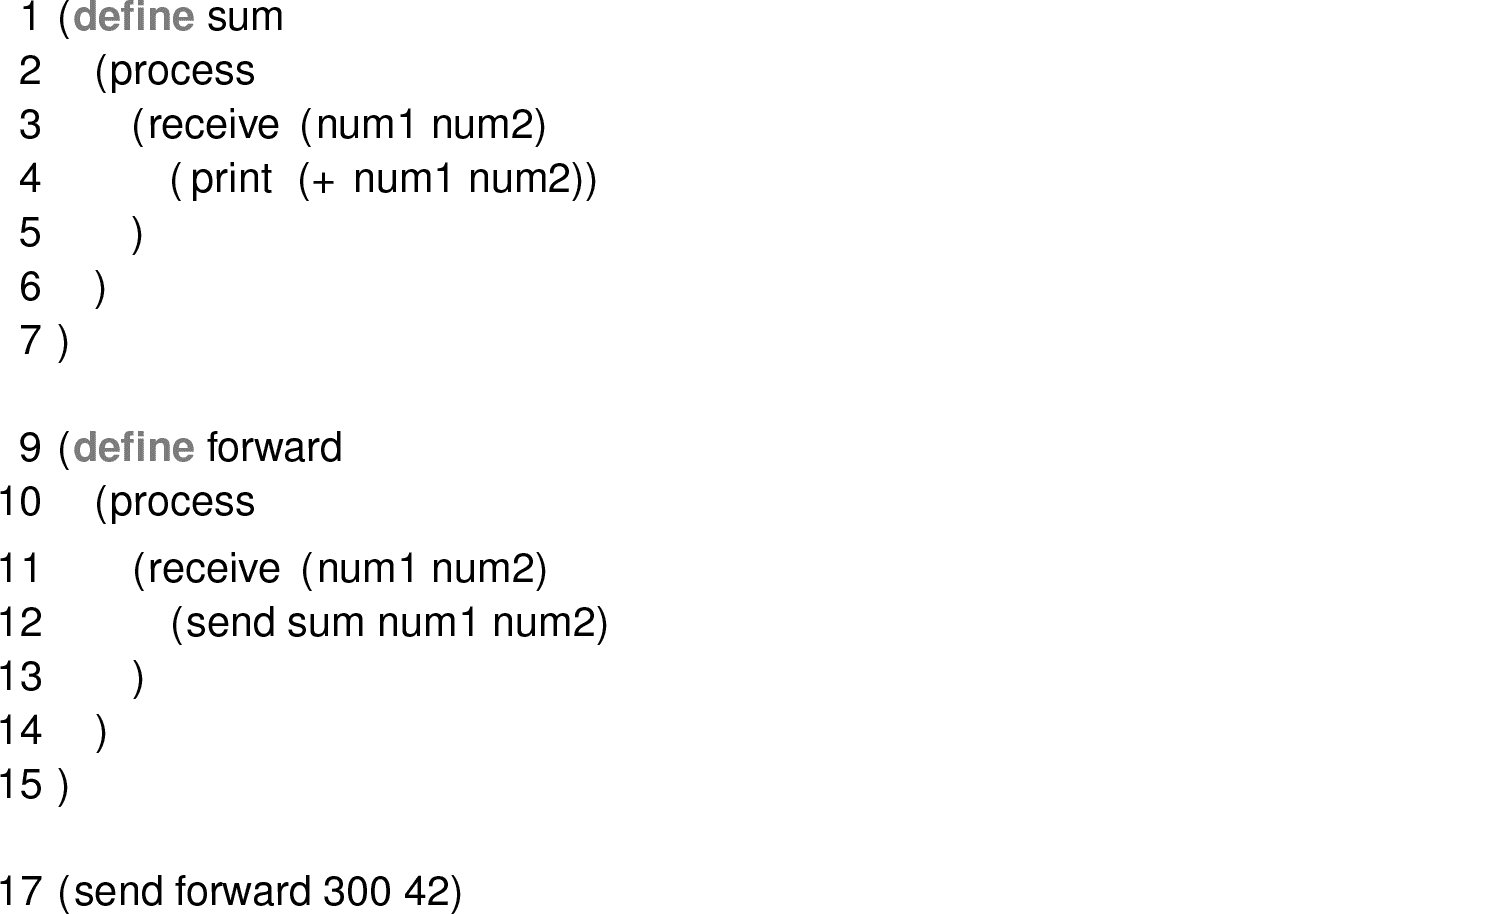 1 (define sum
2 (process
3 (receive (num1 num2)
4 (print (+ num1 num2))
5 )
6 )
7 )
9 (define forward
10 (process
11 (receive (num1 num2)
12 (send sum num1 num2)
13 )
14 )
15 )
17 (send forward 300 42)